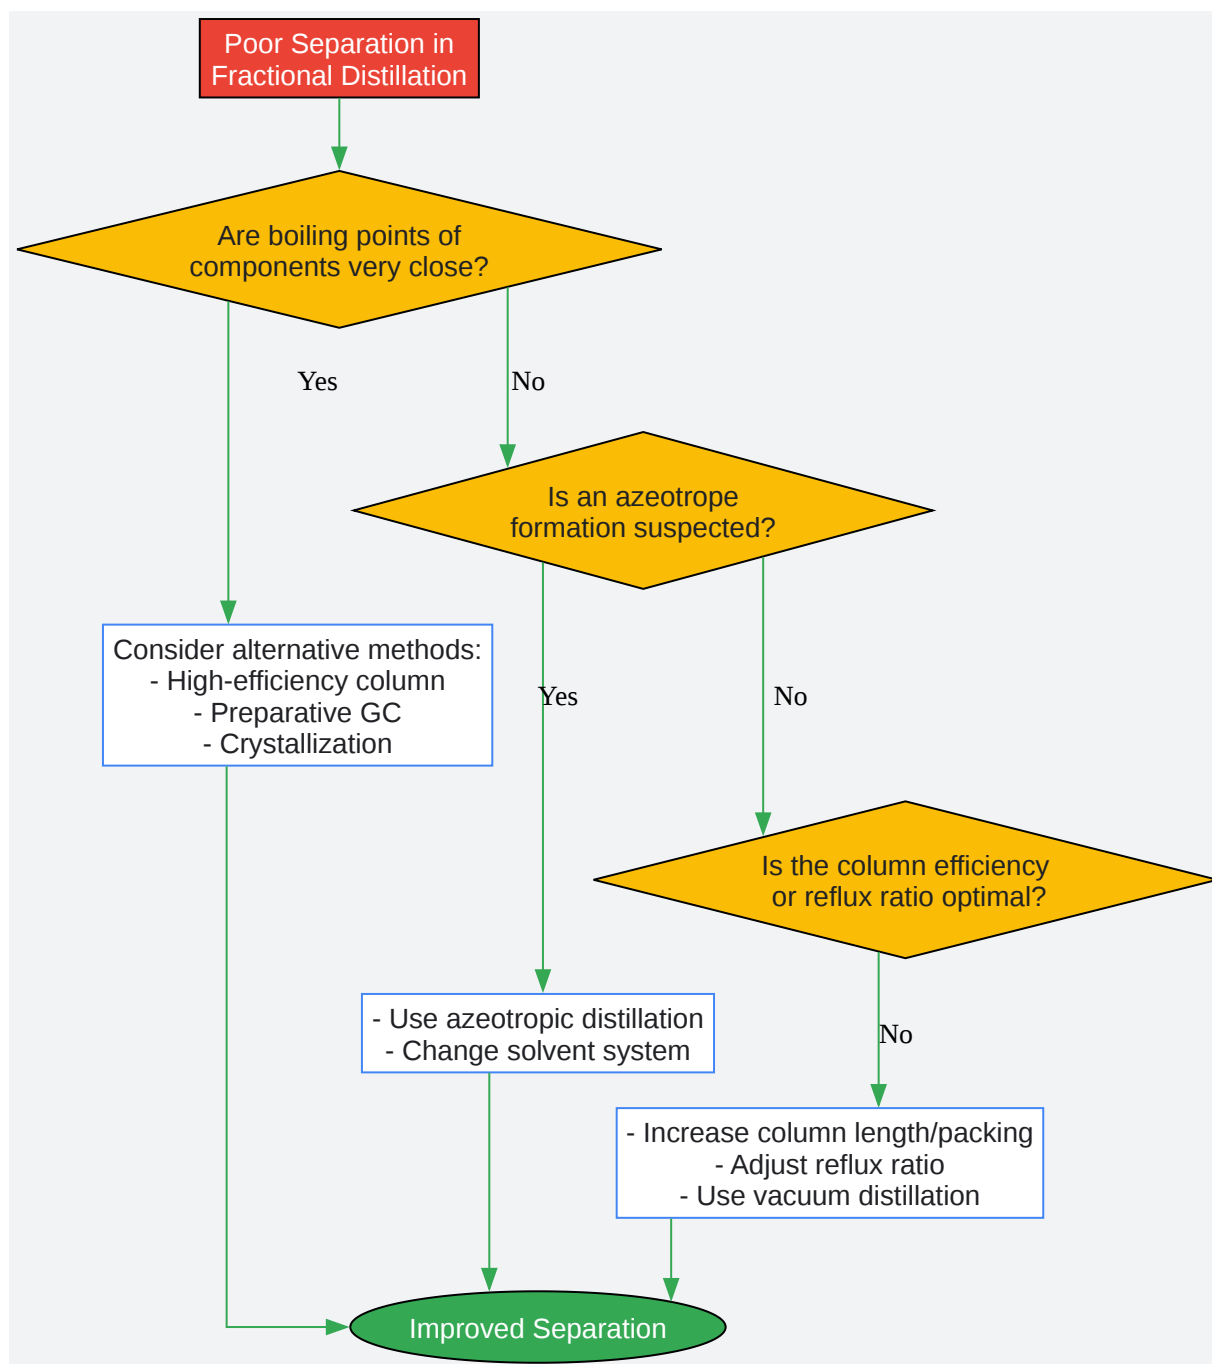 Poor Separation in
Fractional Distillation
Are boiling points of
components very close?
Yes
No
Is an azeotrope
formation suspected?
Consider alternative methods:
- High-efficiency column
- Preparative GC
- Crystallization
Yes
No
Is the column efficiency
or reflux ratio optimal?
- Use azeotropic distillation
- Change solvent system
No
- Increase column length/packing
- Adjust reflux ratio
- Use vacuum distillation
Improved Separation